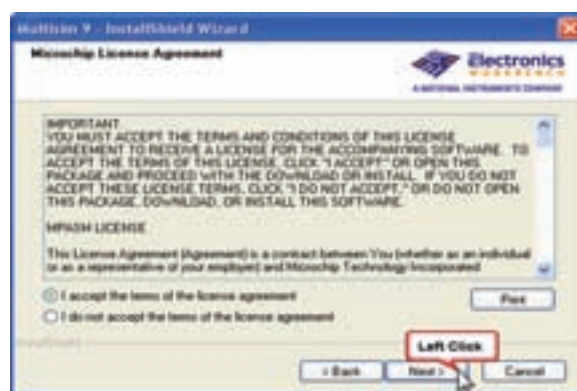 Multisim 9 - InstallShield Wizard
Microchip License Agreement
Electronics
WORKBENCH
A NATIONAL INSTRUMENTS COMPANY
IMPORTANT:
YOU MUST ACCEPT THE TERMS AND CONDITIONS OF THIS LICENSE
AGREEMENT TO RECEIVE A LICENSE FOR THE ACCOMPANYING SOFTWARE. TO
ACCEPT THE TERMS OF THIS LICENSE, CLICK "I ACCEPT" OR OPEN THIS
PACKAGE AND PROCEED WITH THE DOWNLOAD OR INSTALL. IF YOU DO NOT
ACCEPT THESE LICENSE TERMS, CLICK "I DO NOT ACCEPT," OR DO NOT OPEN
THIS PACKAGE, DOWNLOAD, OR INSTALL THIS SOFTWARE.
MPASM LICENSE
This License Agreement (Agreement) is a contract between You (whether as an individual
or as a representative of your employer) and Microchip Technology Incorporated
I accept the terms of the license agreement
Print
I do not accept the terms of the license agreement
InstallShield
Left Click
< Back
Next >
Cancel